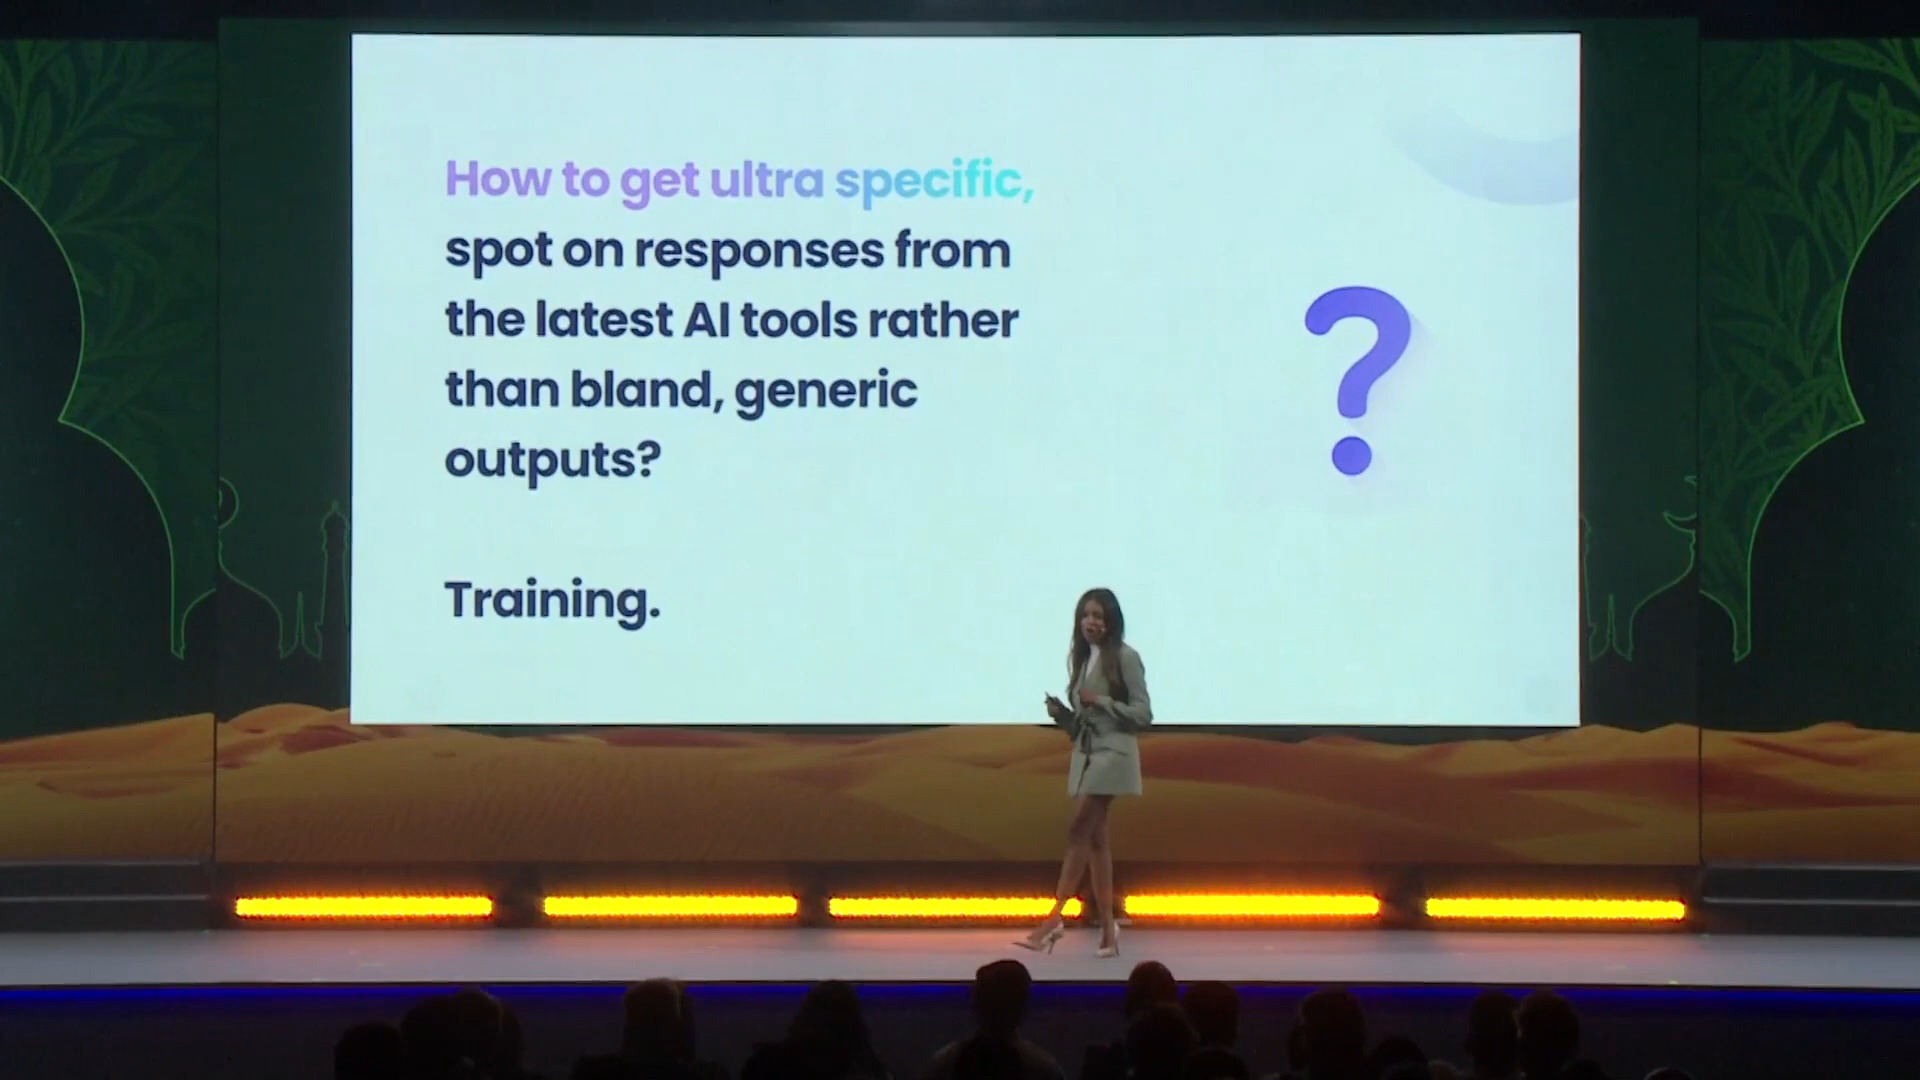 How to get ultra specific,
spot on responses from
the latest AI tools rather
than bland, generic
outputs?
Training.
?